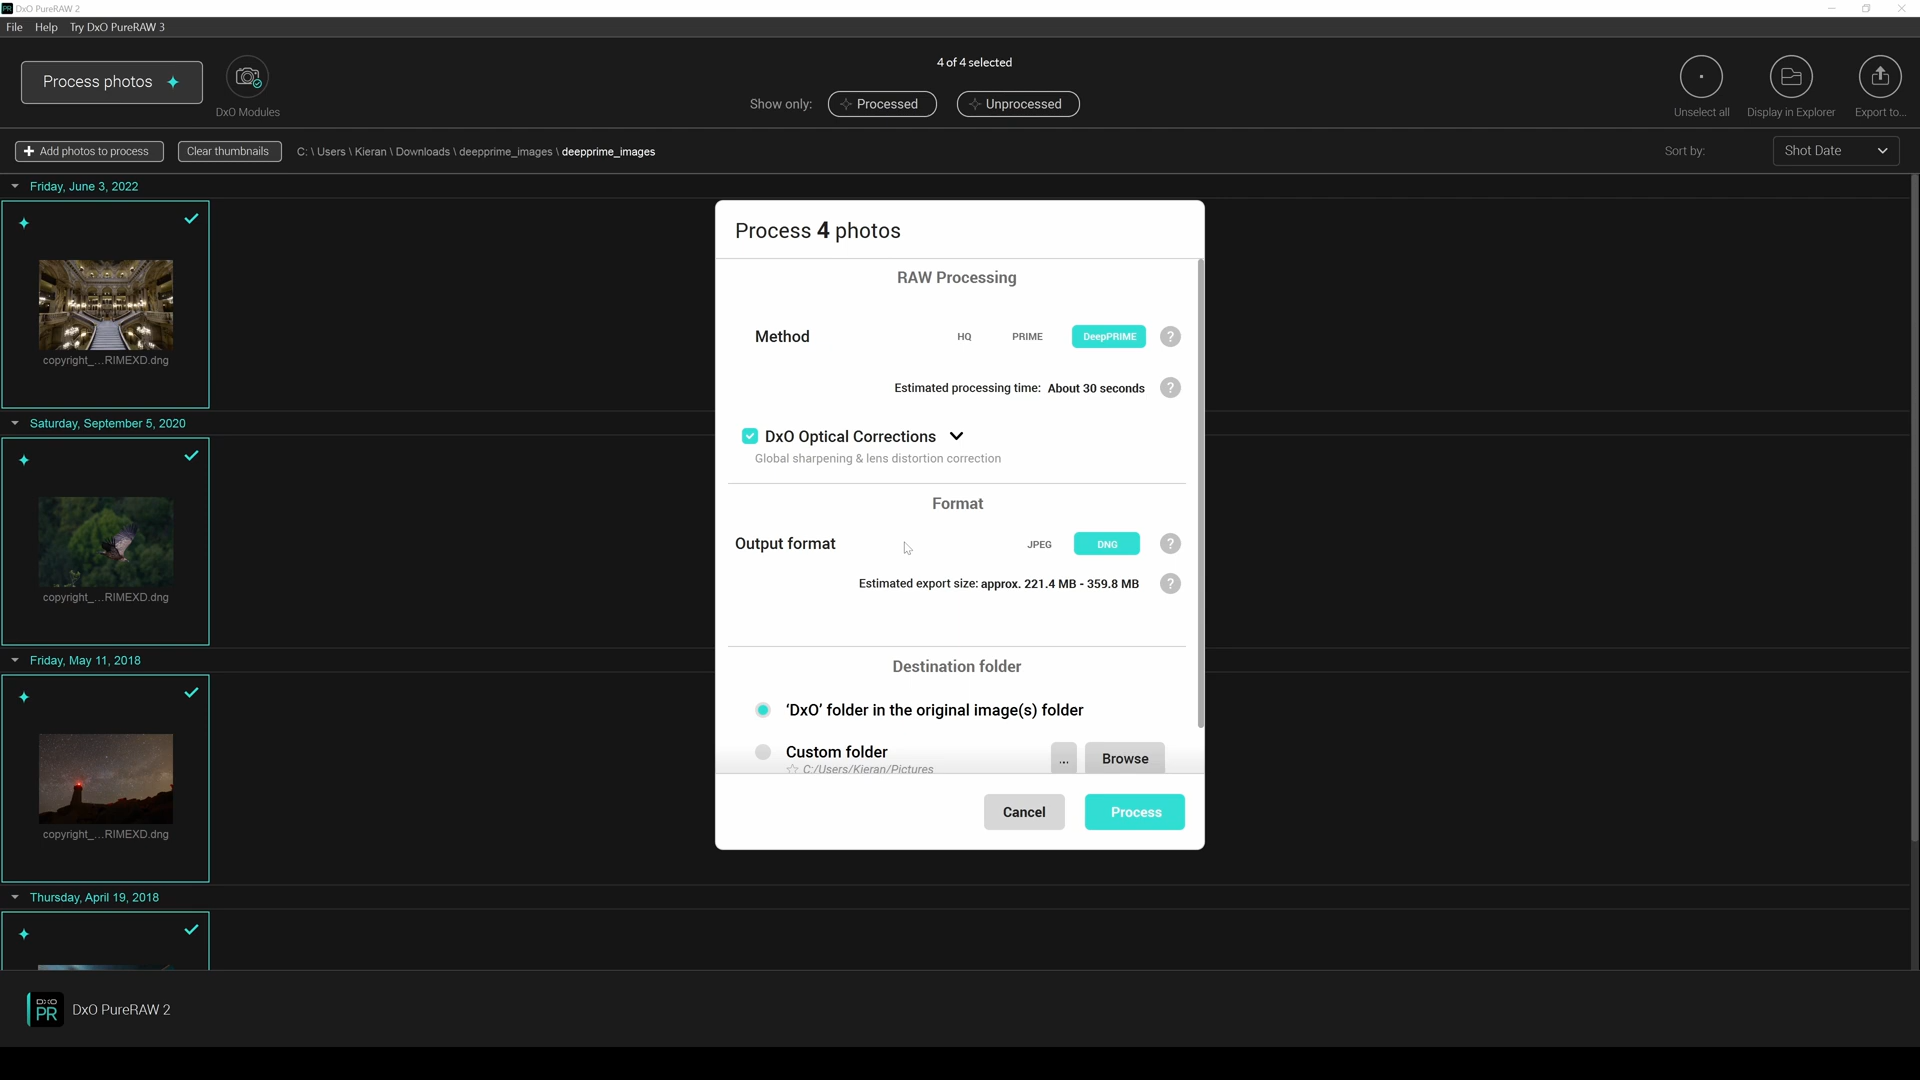 DxO PureRAW 2
File Help Try DxO PureRAW 3
Process photos
DxO Modules
4 of 4 selected
Show only: Processed Unprocessed
Unselect all Display in Explorer Export to...
Add photos to process Clear thumbnails C: \ Users \ Kieran \ Downloads \ deepprime_images \ deepprime_images Sort by: Shot Date
Friday, June 3, 2022
copyright_...RIMEXD.dng
Saturday, September 5, 2020
copyright_...RIMEXD.dng
Friday, May 11, 2018
copyright_...RIMEXD.dng
Thursday, April 19, 2018
Process 4 photos
RAW Processing
Method HQ PRIME DeepPRIME ?
Estimated processing time: About 30 seconds ?
DxO Optical Corrections
Global sharpening & lens distortion correction
Format
Output format JPEG DNG ?
Estimated export size: approx. 221.4 MB - 359.8 MB ?
Destination folder
‘DxO’ folder in the original image(s) folder
Custom folder ... Browse
C:/Users/Kieran/Pictures
Cancel Process
DXO PR DxO PureRAW 2